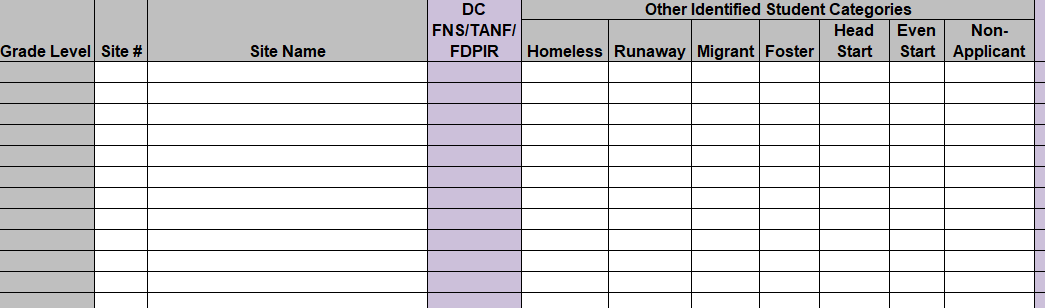 DC Other Identified Student Categories
FNS/TANF/ Head Even Non-
Grade Level Site # Site Name FDPIR Homeless Runaway Migrant Foster Start Start Applicant